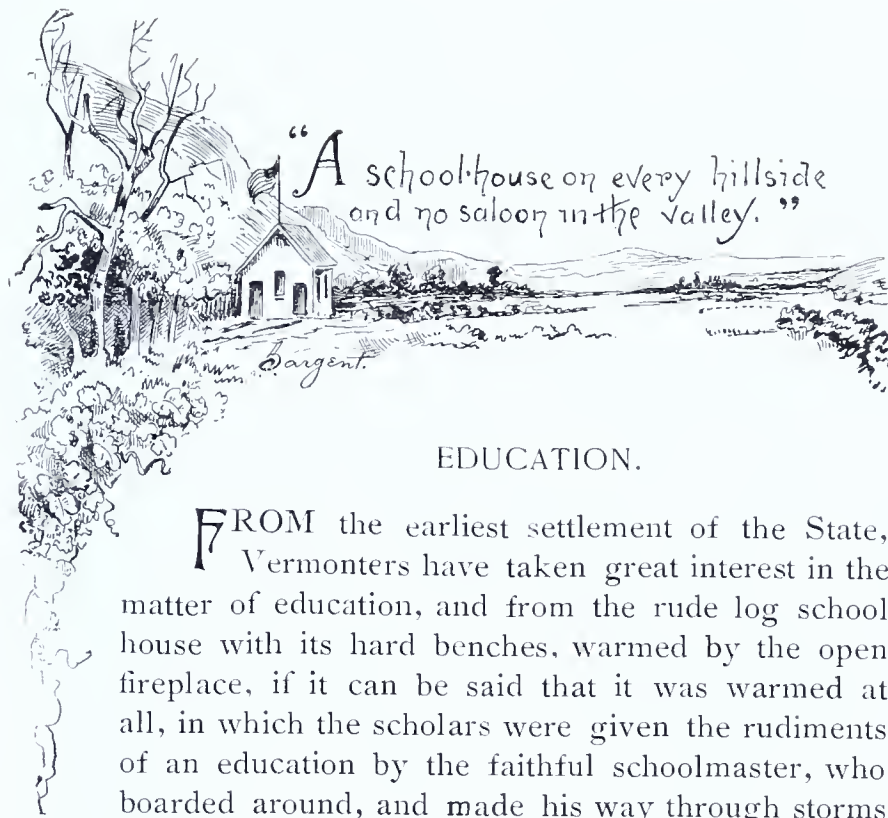 "A school-house on every hillside
and no saloon in the valley."
Sargent.
EDUCATION.
FROM the earliest settlement of the State,
Vermonters have taken great interest in the
matter of education, and from the rude log school
house with its hard benches, warmed by the open
fireplace, if it can be said that it was warmed at
all, in which the scholars were given the rudiments
of an education by the faithful schoolmaster, who
boarded around, and made his way through storms